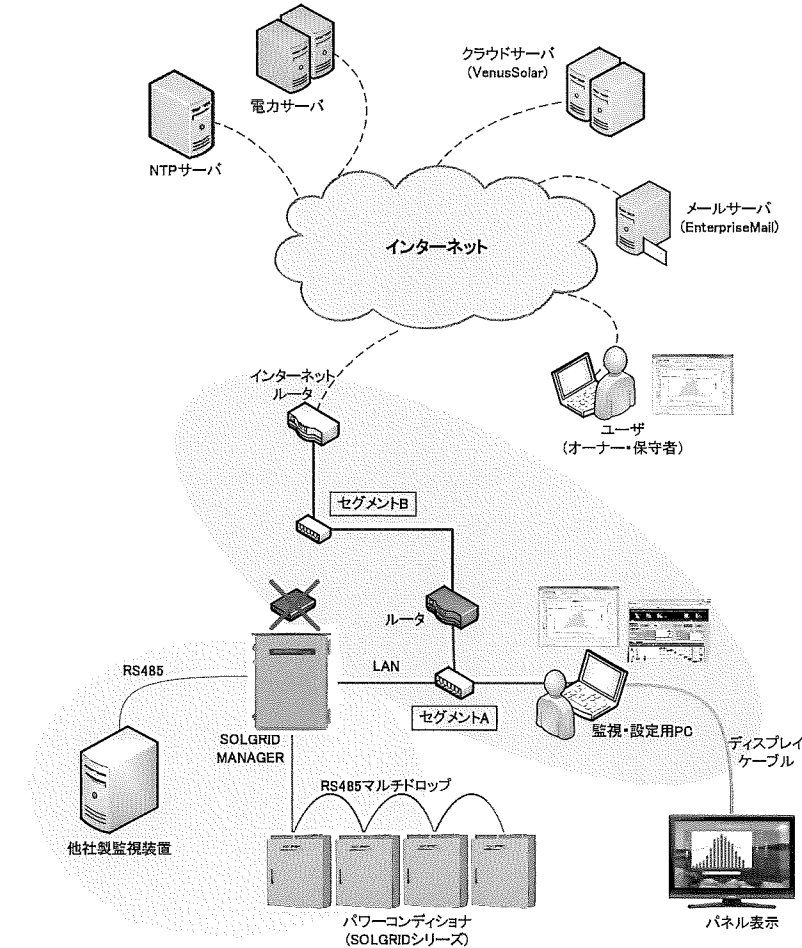 クラウドサーバ
(VenusSolar)
電力サーバ
NTPサーバ
メールサーバ
(EnterpriseMail)
インターネット
インターネット
ルータ
ユーザ
(オーナー・保守者)
セグメントB
ルータ
RS485
LAN
セグメントA
監視・設定用PC
SOLGRID
MANAGER
ディスプレイ
ケーブル
RS485マルチドロップ
他社製監視装置
パワーコンディショナ
(SOLGRIDシリーズ)
パネル表示